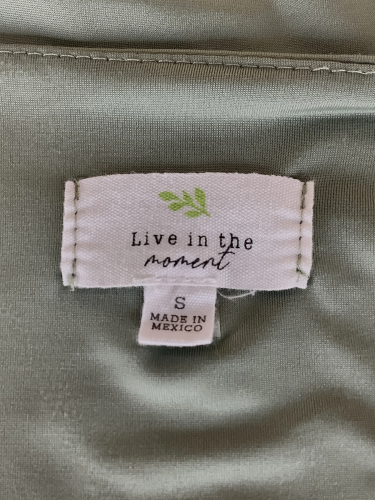 Live in the
moment
S
MADE IN
MEXICO